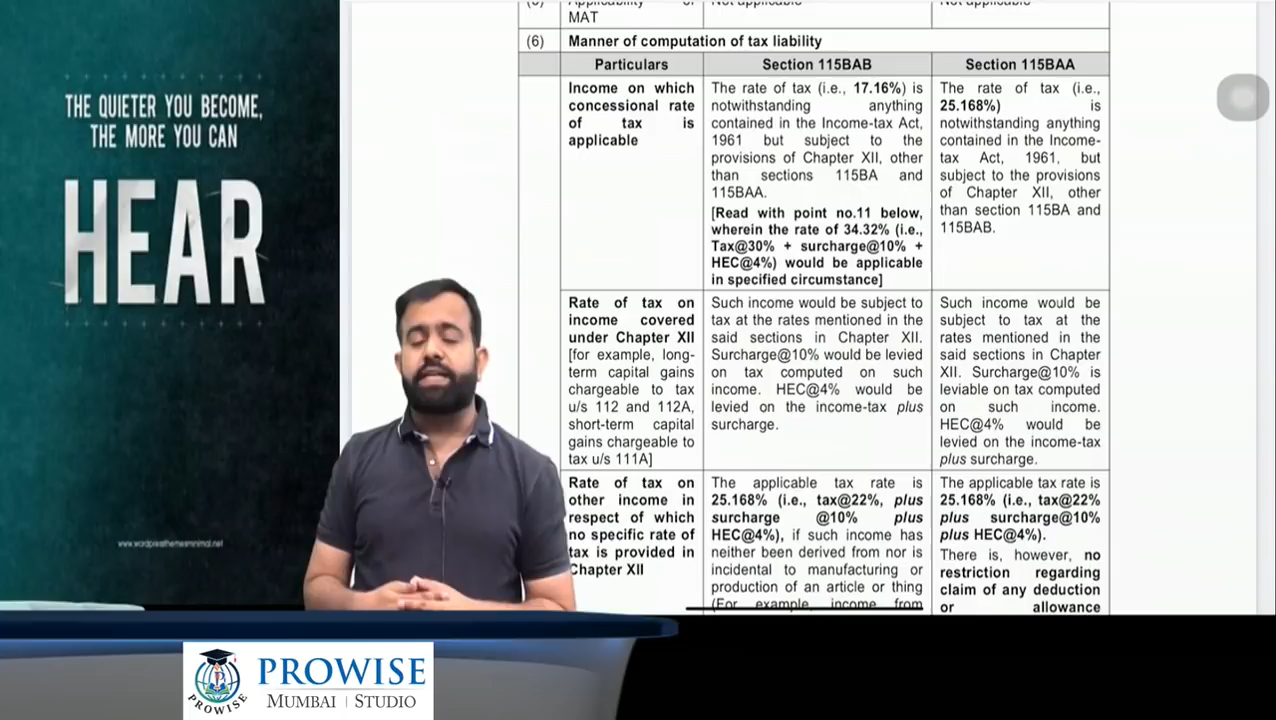 THE QUIETER YOU BECOME,
THE MORE YOU CAN
HEAR
MAT
(6) Manner of computation of tax liability
Particulars
Section 115BAB
Section 115BAA
Income on which
concessional rate
of tax is
applicable
The rate of tax (i.e., 17.16%) is
notwithstanding anything
contained in the Income-tax Act,
1961 but subject to the
provisions of Chapter XII, other
than sections 115BA and
115BAA.
[Read with point no.11 below,
wherein the rate of 34.32% (i.e.,
Tax@30% + surcharge@10% +
HEC@4%) would be applicable
in specified circumstance]
The rate of tax (i.e.,
25.168%) is
notwithstanding anything
contained in the Income-
tax Act, 1961, but
subject to the provisions
of Chapter XII, other
than section 115BA and
115BAB.
Rate of tax on
income covered
under Chapter XII
[for example, long-
term capital gains
chargeable to tax
u/s 112 and 112A,
short-term capital
gains chargeable to
tax u/s 111A]
Such income would be subject to
tax at the rates mentioned in the
said sections in Chapter XII.
Surcharge@10% would be levied
on tax computed on such
income. HEC@4% would be
levied on the income-tax plus
surcharge.
Such income would be
subject to tax at the
rates mentioned in the
said sections in Chapter
XII. Surcharge@10% is
leviable on tax computed
on such income.
HEC@4% would be
levied on the income-tax
plus surcharge.
Rate of tax on
other income in
respect of which
no specific rate of
tax is provided in
Chapter XII
The applicable tax rate is
25.168% (i.e., tax@22%, plus
surcharge @10% plus
HEC@4%), if such income has
neither been derived from nor is
incidental to manufacturing or
production of an article or thing
(For example, income from
The applicable tax rate is
25.168% (i.e., tax@22%
plus surcharge@10%
plus HEC@4%).
There is, however, no
restriction regarding
claim of any deduction
or allowance
PROWISE
PROWISE
MUMBAI | STUDIO